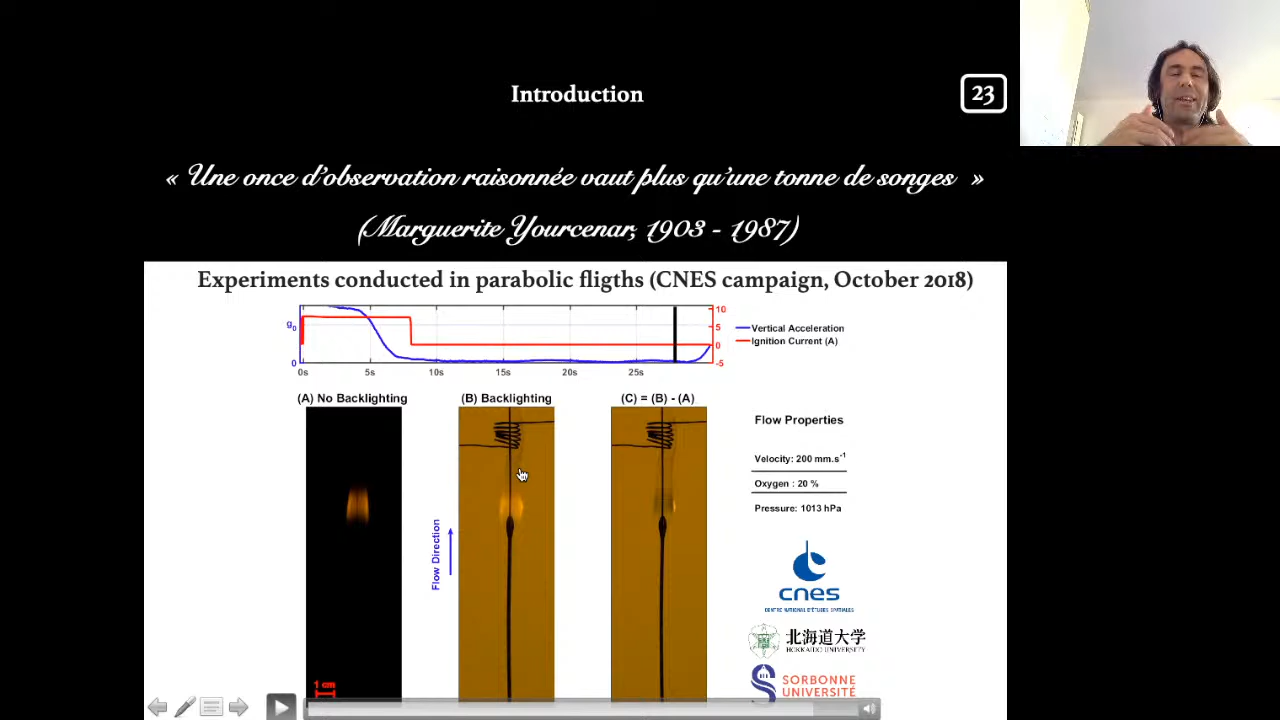 Introduction
23
« Une once d'observation raisonnée vaut plus qu'une tonne de songes »
(Marguerite Yourcenar, 1903 - 1987)
Experiments conducted in parabolic fligths (CNES campaign, October 2018)
g0
0
10
5
0
-5
Vertical Acceleration
Ignition Current (A)
0s 5s 10s 15s 20s 25s
(A) No Backlighting
(B) Backlighting
(C) = (B) - (A)
Flow Properties
Velocity: 200 mm.s-1
Oxygen : 20 %
Pressure: 1013 hPa
Flow Direction
1 cm
cnes
CENTRE NATIONAL D'ÉTUDES SPATIALES
北海道大学
HOKKAIDO UNIVERSITY
S SORBONNE
UNIVERSITÉ